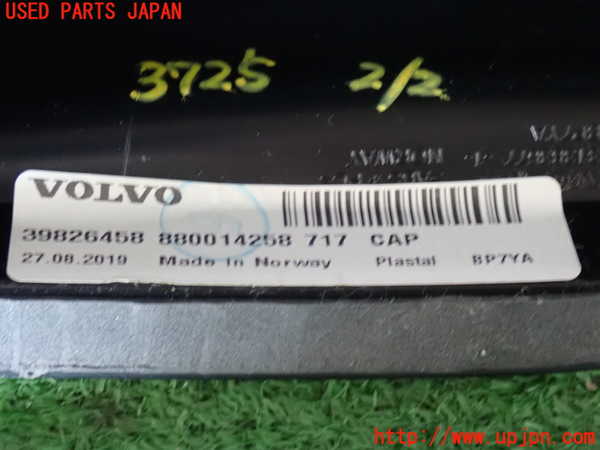 USED PARTS JAPAN
3725 2/2
VOLVO
39826458 880014258 717 CAP
27.08.2019 Made in Norway Plastal BP7YA
http://www.upjpn.com/